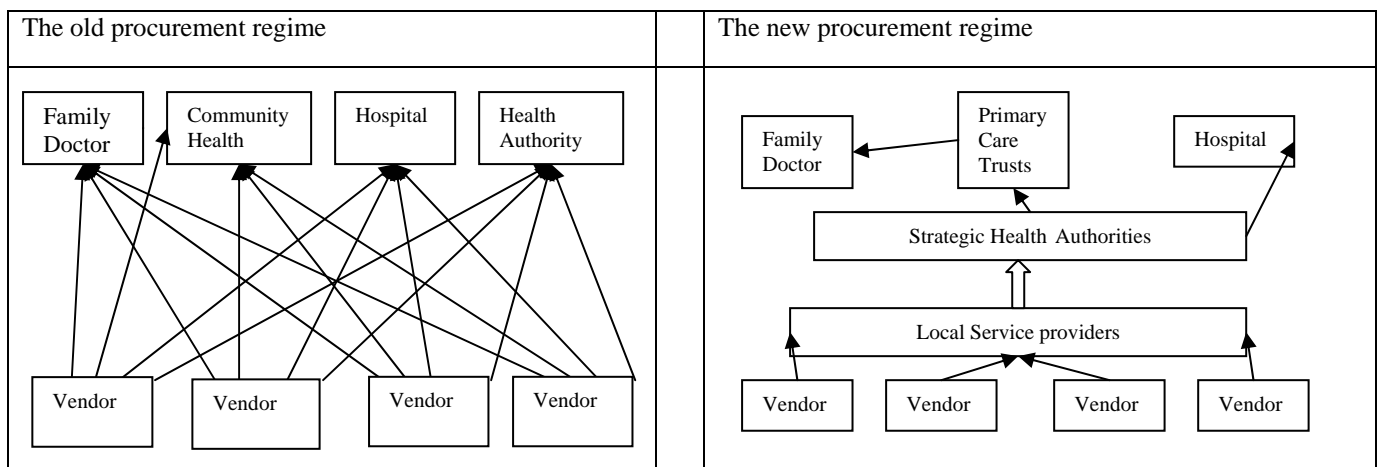 The old procurement regime
The new procurement regime
Family
Doctor
Community
Health
Hospital
Health
Authority
Vendor
Vendor
Vendor
Vendor
Family
Doctor
Primary
Care
Trusts
Hospital
Strategic Health Authorities
Local Service providers
Vendor
Vendor
Vendor
Vendor